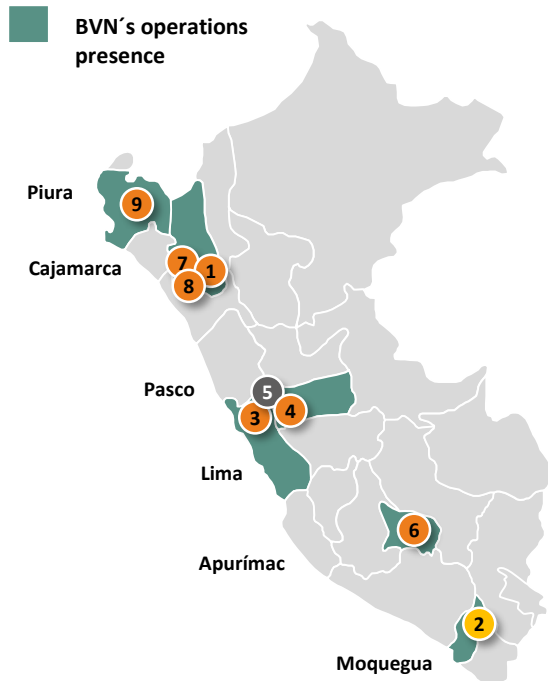 BVN´s operations
presence
Piura
9
Cajamarca
7
1
8
Pasco
5
3
4
Lima
6
Apurímac
2
Moquegua